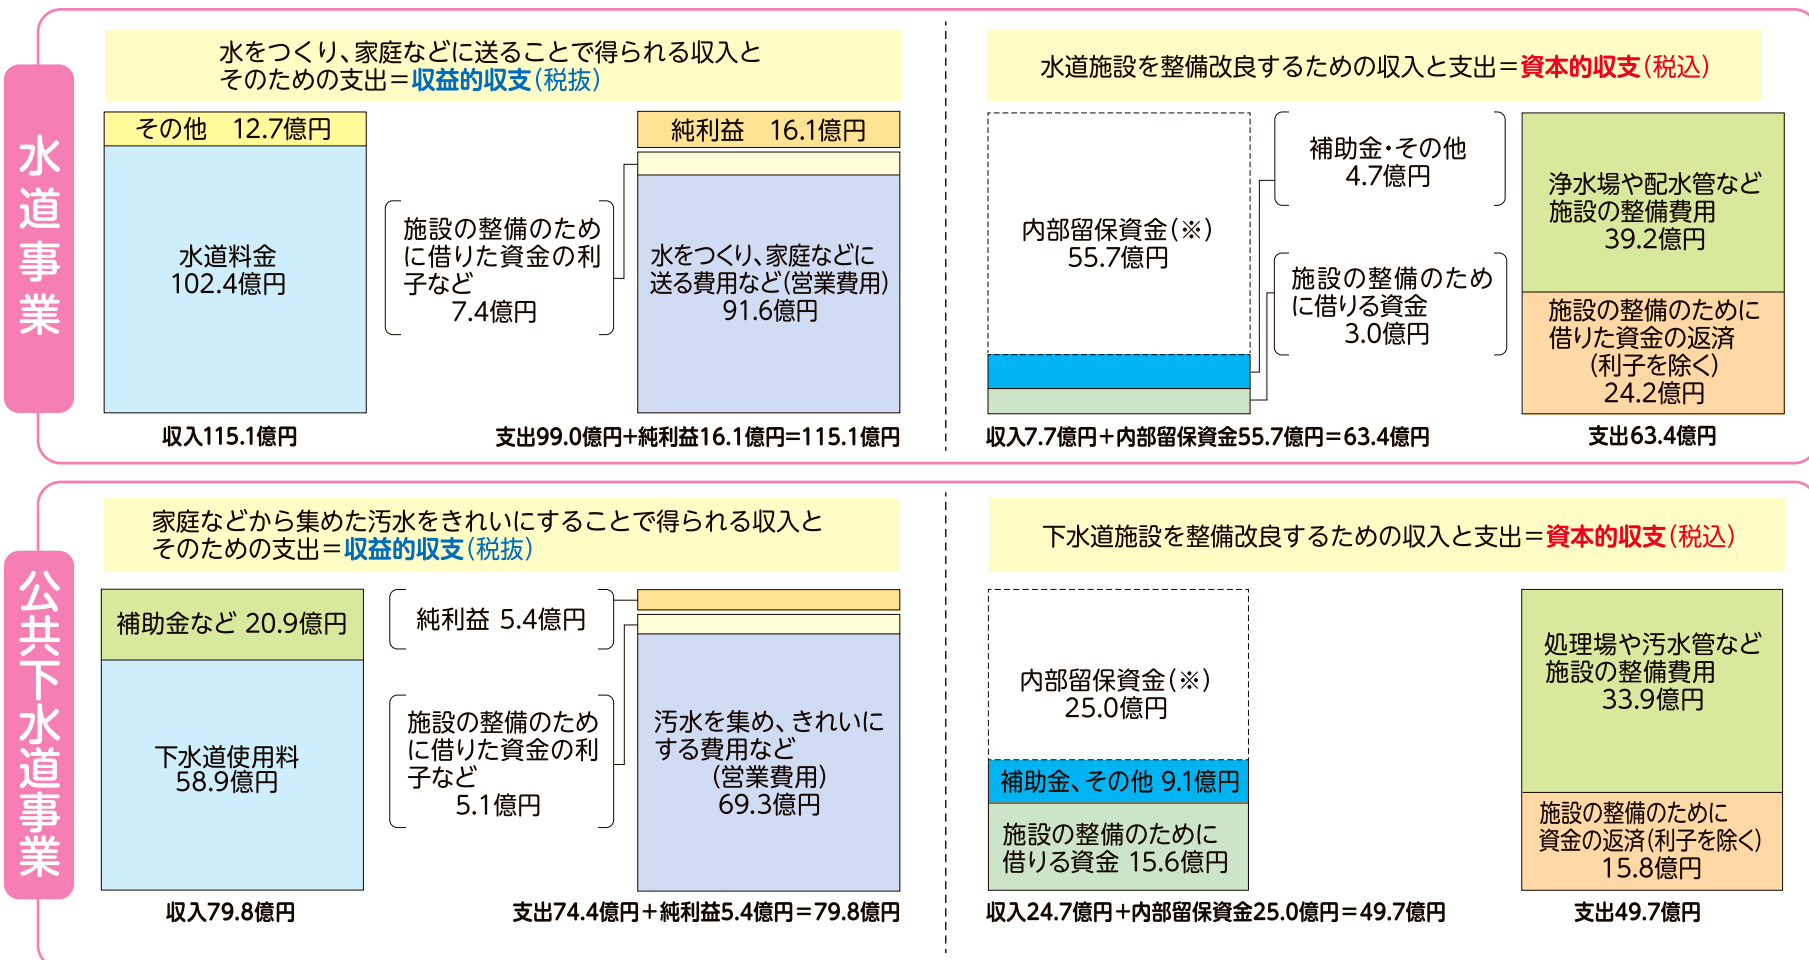 水道事業
水をつくり、家庭などに送ることで得られる収入と
そのための支出＝収益的収支(税抜)
その他　12.7億円
水道料金
102.4億円
収入115.1億円
施設の整備のため
に借りた資金の利
子など
7.4億円
純利益　16.1億円
水をつくり、家庭などに
送る費用など(営業費用)
91.6億円
支出99.0億円＋純利益16.1億円＝115.1億円
水道施設を整備改良するための収入と支出＝資本的収支(税込)
内部留保資金(※)
55.7億円
補助金・その他
4.7億円
施設の整備のため
に借りる資金
3.0億円
収入7.7億円＋内部留保資金55.7億円＝63.4億円
浄水場や配水管など
施設の整備費用
39.2億円
施設の整備のために
借りた資金の返済
(利子を除く)
24.2億円
支出63.4億円
公共下水道事業
家庭などから集めた汚水をきれいにすることで得られる収入と
そのための支出＝収益的収支(税抜)
補助金など 20.9億円
下水道使用料
58.9億円
収入79.8億円
純利益 5.4億円
施設の整備のため
に借りた資金の利
子など
5.1億円
汚水を集め、きれいに
する費用など
(営業費用)
69.3億円
支出74.4億円＋純利益5.4億円＝79.8億円
下水道施設を整備改良するための収入と支出＝資本的収支(税込)
内部留保資金(※)
25.0億円
補助金、その他 9.1億円
施設の整備のために
借りる資金 15.6億円
収入24.7億円＋内部留保資金25.0億円＝49.7億円
処理場や汚水管など
施設の整備費用
33.9億円
施設の整備のために
資金の返済(利子を除く)
15.8億円
支出49.7億円